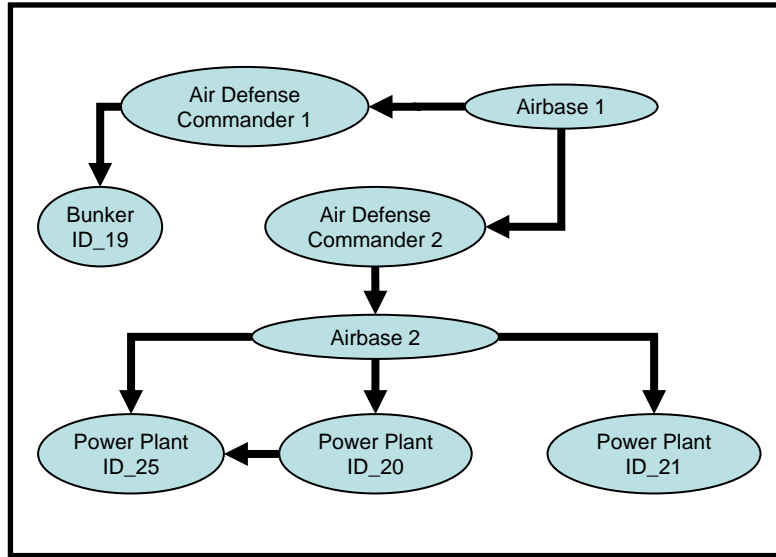 Air Defense
Commander 1
Airbase 1
Bunker
ID_19
Air Defense
Commander 2
Airbase 2
Power Plant
ID_25
Power Plant
ID_20
Power Plant
ID_21